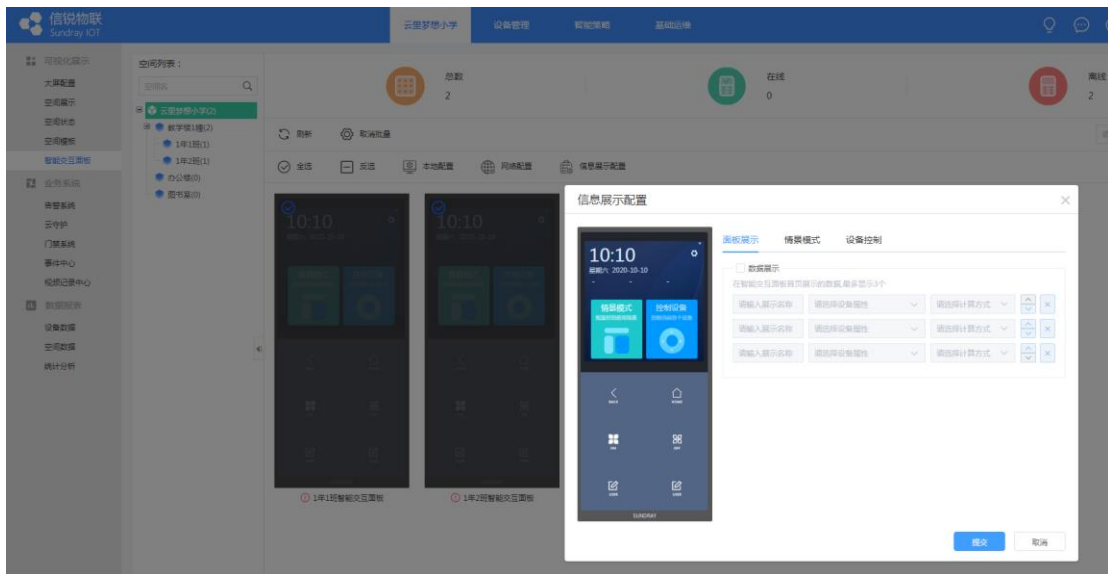 信锐物联
Sundray IOT
云里梦想小学
设备管理
智能策略
基础运维
可视化展示
大屏配置
空间展示
空间状态
空间模板
智能交互面板
业务系统
告警系统
云守护
门禁系统
事件中心
视频记录中心
数据报表
设备数据
空间数据
统计分析
空间列表：
云里梦想小学(2)
教学楼1幢(2)
1年1班(1)
1年2班(1)
办公楼(0)
图书室(0)
总数
2
在线
0
离线
2
刷新
取消批量
全选
反选
本地配置
网络配置
信息展示配置
10:10
10:10
1年1班智能交互面板
1年2班智能交互面板
信息展示配置
10:10
星期六 2020-10-10
情景模式
控制设备
BACK
HOME
SUNDRAY
面板展示
情景模式
设备控制
数据展示
在智能交互面板首页展示的数据,最多显示3个
请输入展示名称 请选择设备属性 请选择计算方式
请输入展示名称 请选择设备属性 请选择计算方式
请输入展示名称 请选择设备属性 请选择计算方式
提交
取消